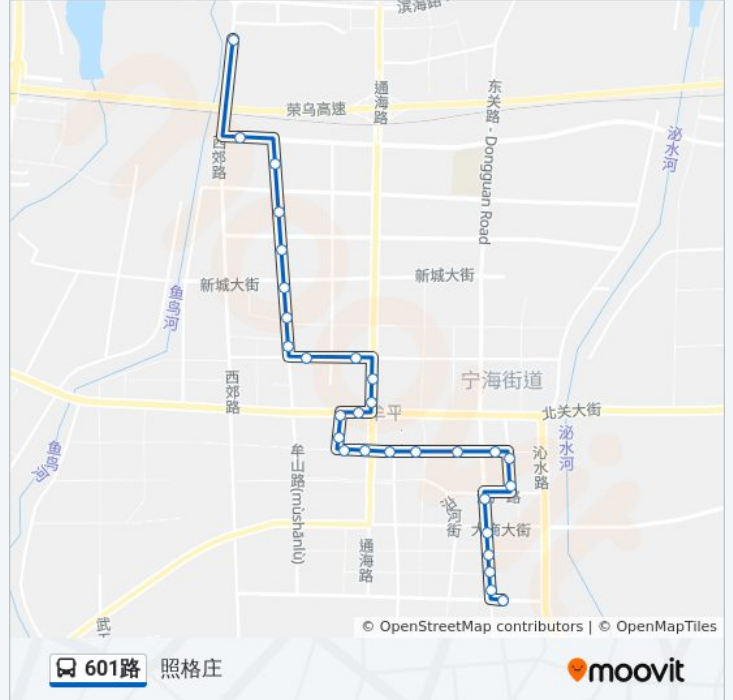 滨海路
通海路
东关路 - Dongguan Road
荣乌高速
西郊路
泌水河
新城大街
新城大街
鱼鸟河
西郊路
宁海街道
牟平
北关大街
鱼鸟河
牟山路(mùshānlù)
沁水路
泌水河
路
沿河街
大街
通海路
武
© OpenStreetMap contributors | © OpenMapTiles
601路 照格庄
moovit